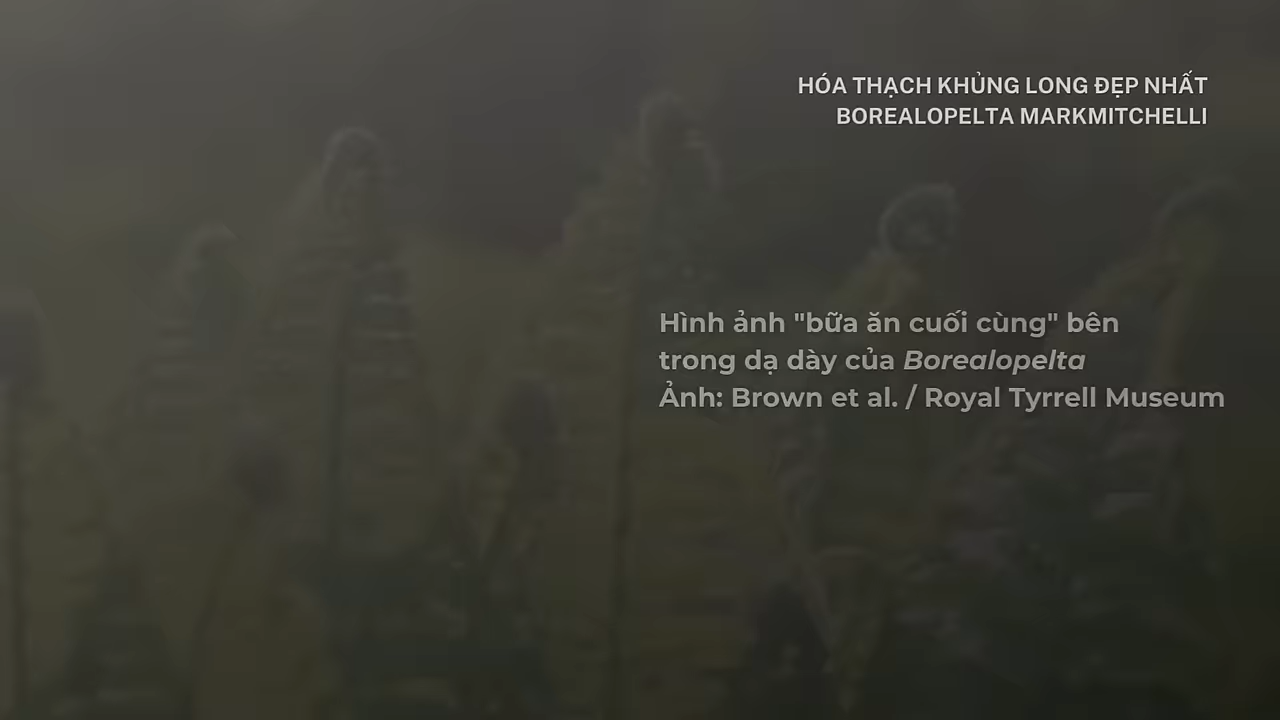 HÓA THẠCH KHỦNG LONG ĐẸP NHẤT
BOREALOPELTA MARKMITCHELLI
Hình ảnh "bữa ăn cuối cùng" bên
trong dạ dày của Borealopelta
Ảnh: Brown et al. / Royal Tyrrell Museum